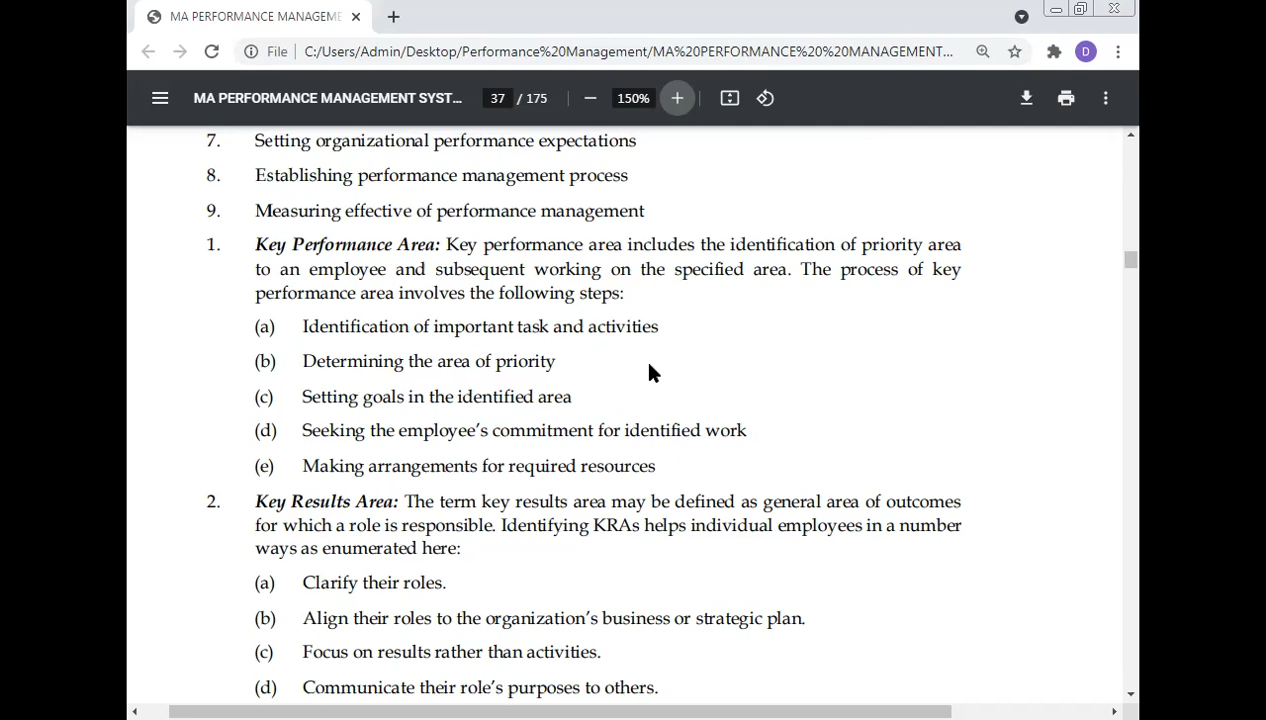 MA PERFORMANCE MANAGEME
File C:/Users/Admin/Desktop/Performance%20Management/MA%20PERFORMANCE%20%20MANAGEMENT... D
MA PERFORMANCE MANAGEMENT SYST... 37 / 175 150%
7. Setting organizational performance expectations
8. Establishing performance management process
9. Measuring effective of performance management
1. Key Performance Area: Key performance area includes the identification of priority area
to an employee and subsequent working on the specified area. The process of key
performance area involves the following steps:
(a) Identification of important task and activities
(b) Determining the area of priority
(c) Setting goals in the identified area
(d) Seeking the employee’s commitment for identified work
(e) Making arrangements for required resources
2. Key Results Area: The term key results area may be defined as general area of outcomes
for which a role is responsible. Identifying KRAs helps individual employees in a number
ways as enumerated here:
(a) Clarify their roles.
(b) Align their roles to the organization’s business or strategic plan.
(c) Focus on results rather than activities.
(d) Communicate their role’s purposes to others.